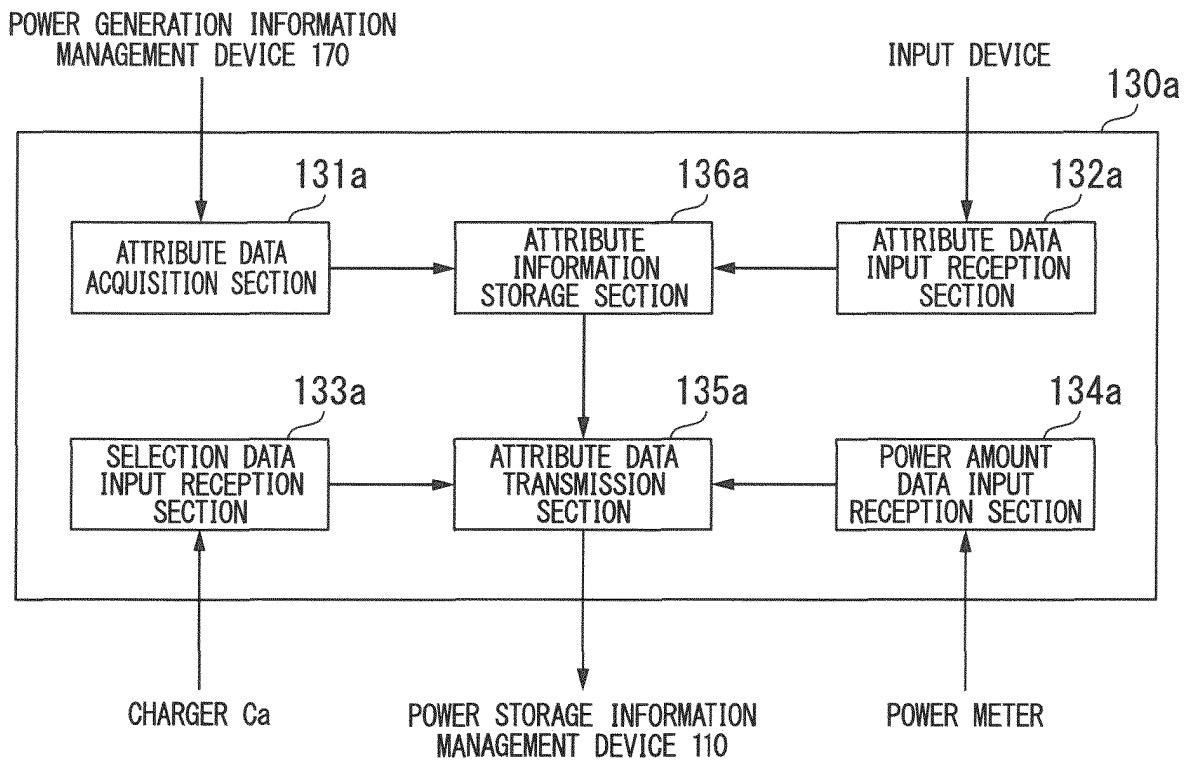 POWER GENERATION INFORMATION
MANAGEMENT DEVICE 170
INPUT DEVICE
130a
131a
136a
132a
ATTRIBUTE DATA
ACQUISITION SECTION
ATTRIBUTE
INFORMATION
STORAGE SECTION
ATTRIBUTE DATA
INPUT RECEPTION
SECTION
133a
135a
134a
SELECTION DATA
INPUT RECEPTION
SECTION
ATTRIBUTE DATA
TRANSMISSION
SECTION
POWER AMOUNT
DATA INPUT
RECEPTION SECTION
CHARGER Ca
POWER STORAGE INFORMATION
MANAGEMENT DEVICE 110
POWER METER